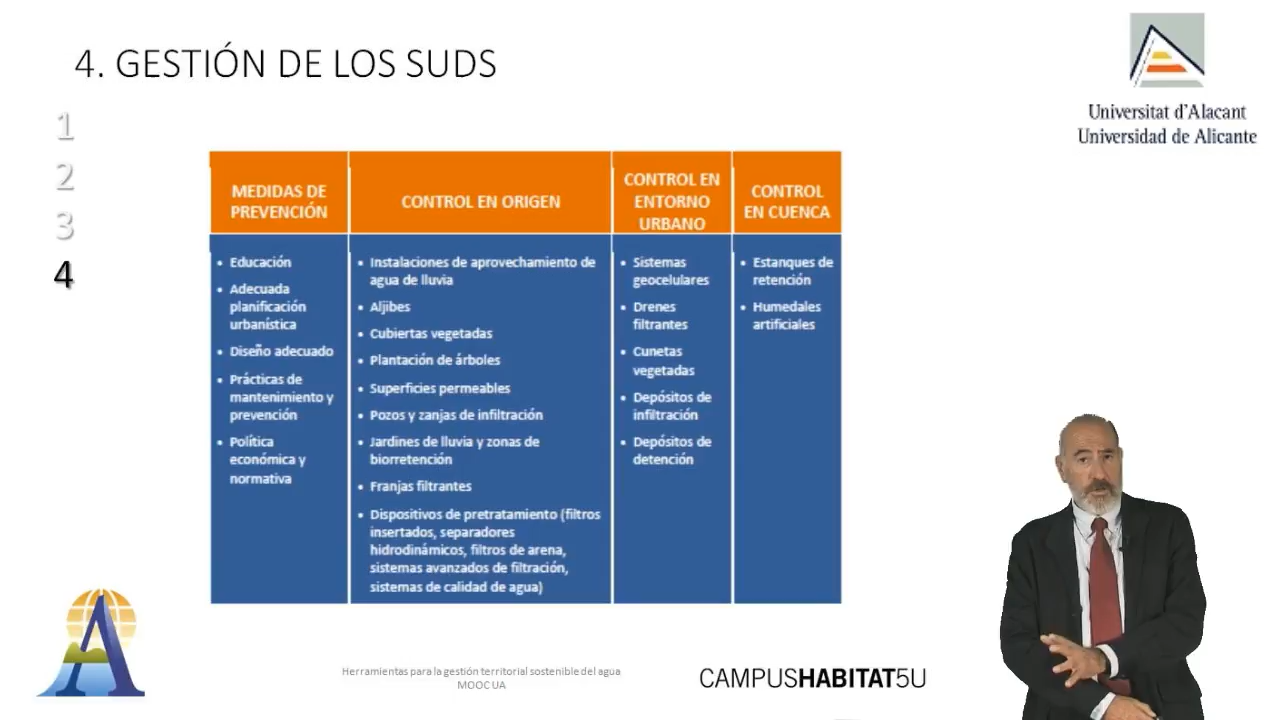 4. GESTIÓN DE LOS SUDS
Universitat d'Alacant
Universidad de Alicante
1
2
3
4
MEDIDAS DE
PREVENCIÓN
CONTROL EN ORIGEN
CONTROL EN
ENTORNO
URBANO
CONTROL
EN CUENCA
• Educación
• Adecuada
planificación
urbanística
• Diseño adecuado
• Prácticas de
mantenimiento y
prevención
• Política
económica y
normativa
• Instalaciones de aprovechamiento de
agua de lluvia
• Aljibes
• Cubiertas vegetadas
• Plantación de árboles
• Superficies permeables
• Pozos y zanjas de infiltración
• Jardines de lluvia y zonas de
biorretención
• Franjas filtrantes
• Dispositivos de pretratamiento (filtros
insertados, separadores
hidrodinámicos, filtros de arena,
sistemas avanzados de filtración,
sistemas de calidad de agua)
• Sistemas
geocelulares
• Drenes
filtrantes
• Cunetas
vegetadas
• Depósitos de
infiltración
• Depósitos de
detención
• Estanques de
retención
• Humedales
artificiales
Herramientas para la gestión territorial sostenible del agua
MOOC UA
CAMPUSHABITAT5U